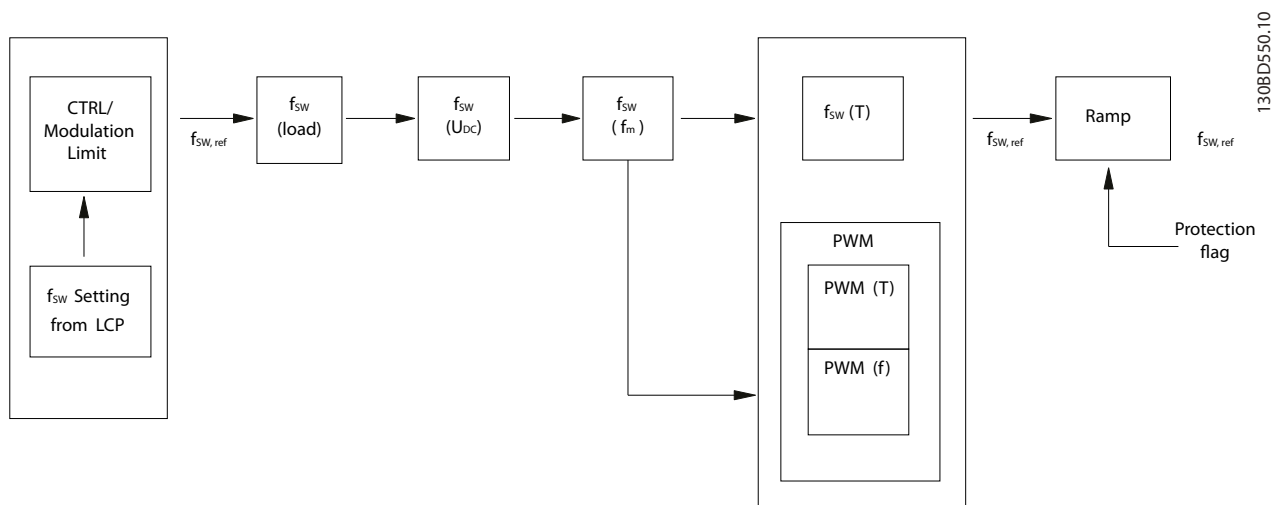 CTRL/
Modulation
Limit
fSW Setting
from LCP
fSW, ref
fSW
(load)
fSW
(UDC)
fSW
( fm )
fSW (T)
PWM
PWM (T)
PWM (f)
fSW, ref
Ramp
fSW, ref
Protection
flag
130BD550.10